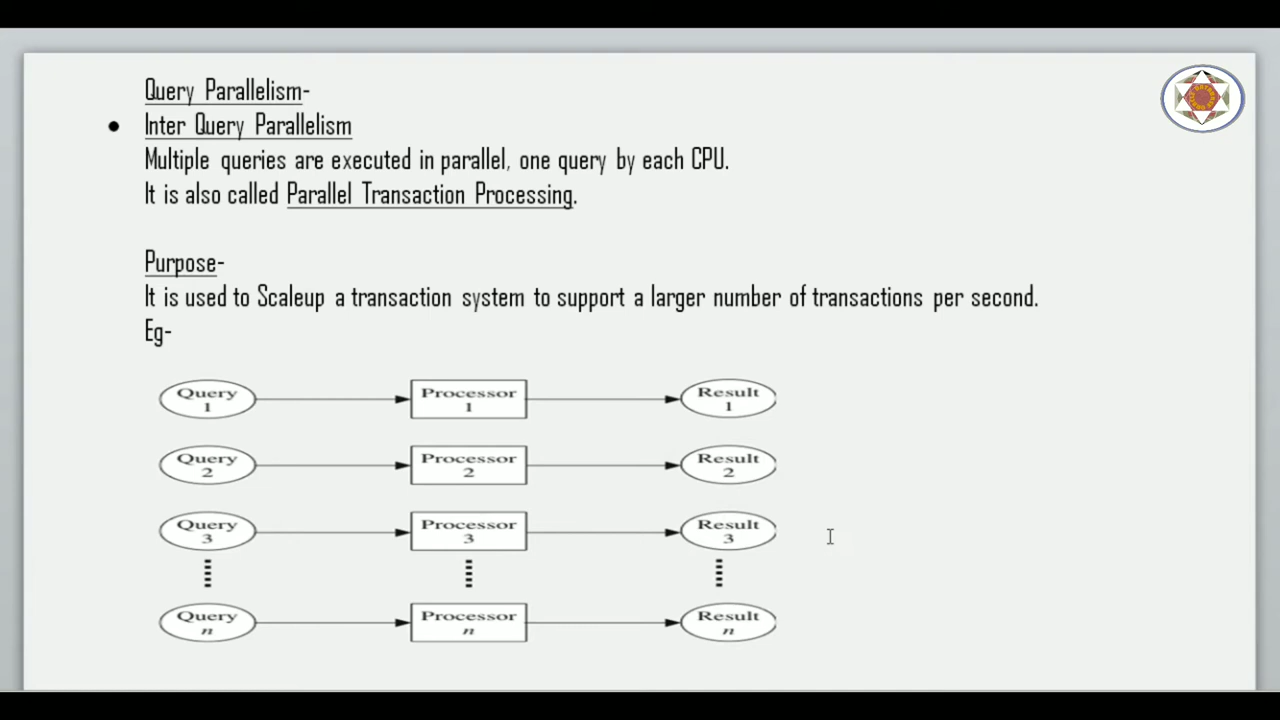 Query Parallelism-
● Inter Query Parallelism
Multiple queries are executed in parallel, one query by each CPU.
It is also called Parallel Transaction Processing.
Purpose-
It is used to Scaleup a transaction system to support a larger number of transactions per second.
Eg-
Query 1 Processor 1 Result 1
Query 2 Processor 2 Result 2
Query 3 Processor 3 Result 3
Query n Processor n Result n